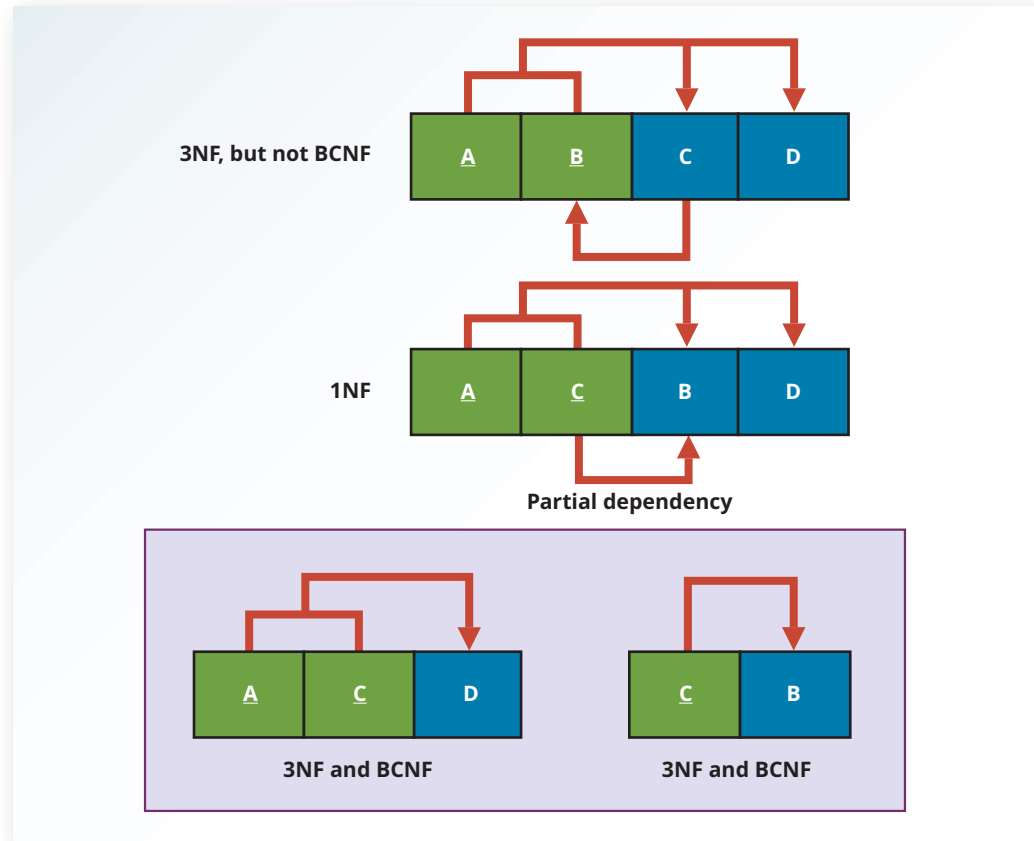 3NF, but not BCNF
A B C D
1NF
A C B D
Partial dependency
A C D
C B
3NF and BCNF
3NF and BCNF